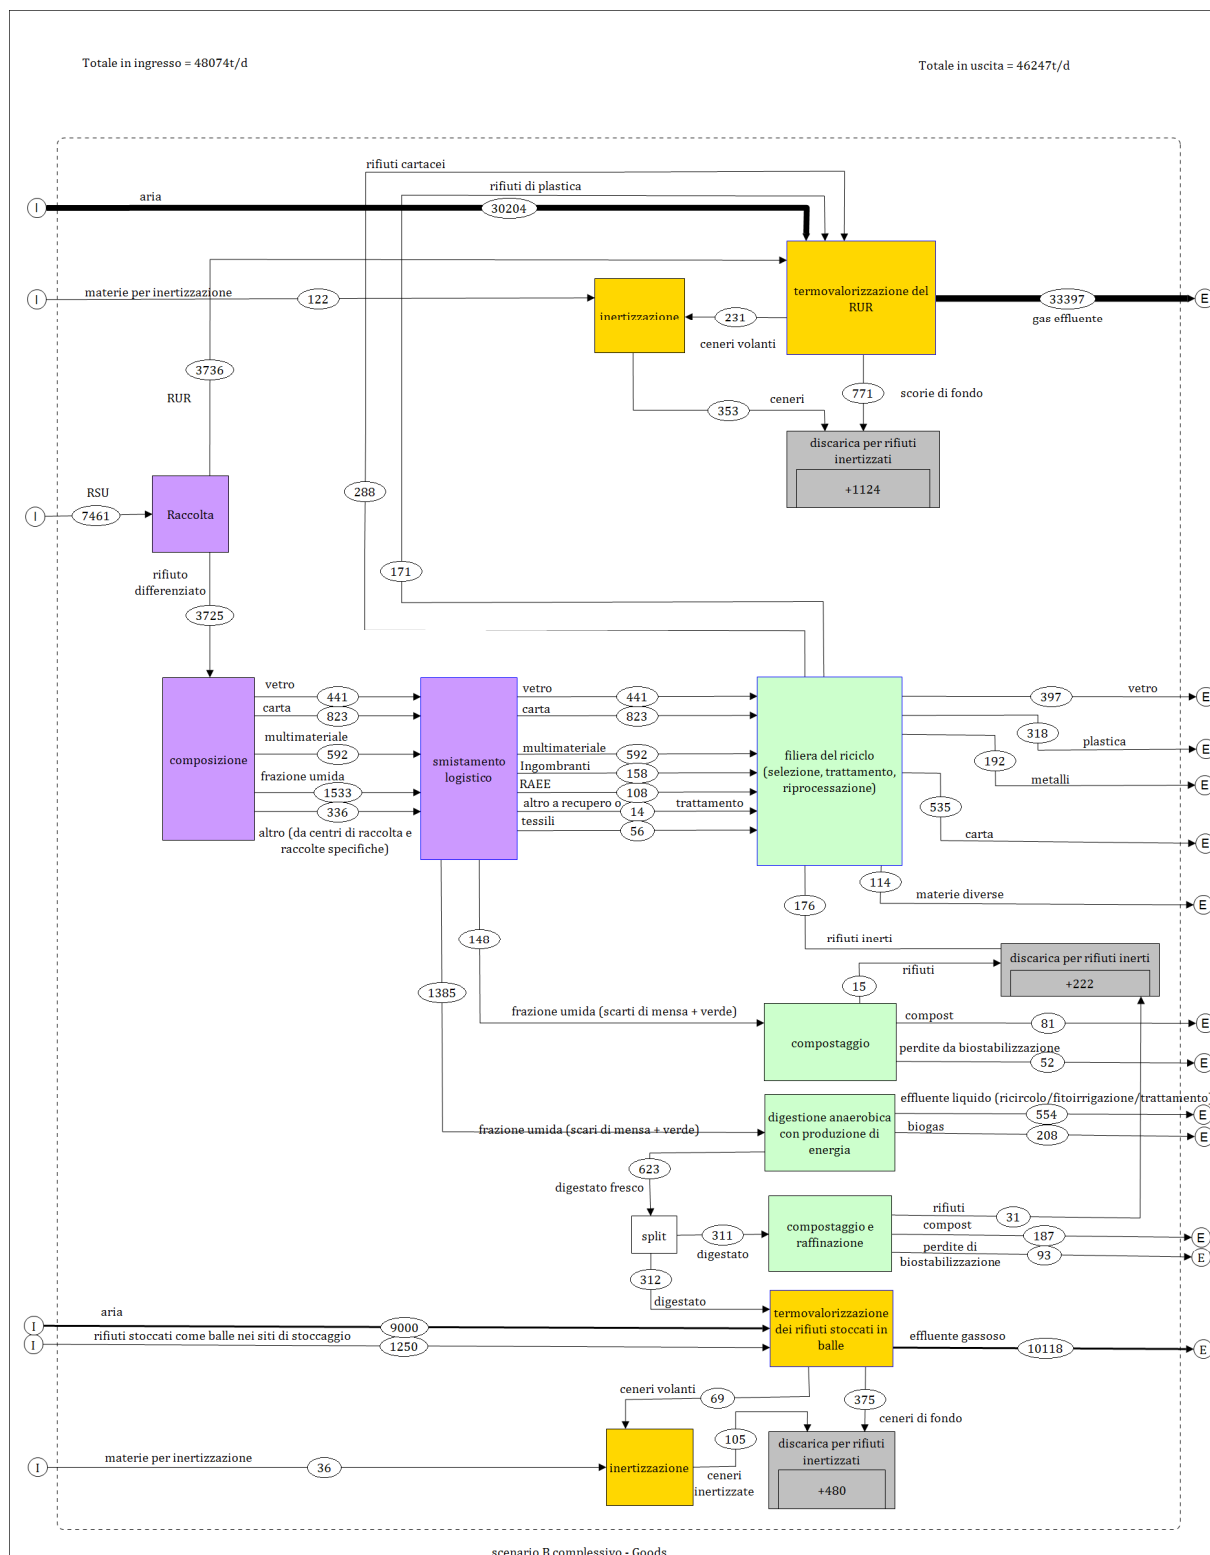 Totale in ingresso = 48074t/d
Totale in uscita = 46247t/d
rifiuti cartacei
rifiuti di plastica
aria
I
30204
termovalorizzazione del
RUR
I
materie per inertizzazione
122
inertizzazione
231
ceneri volanti
33397
gas effluente
E
3736
RUR
353
ceneri
771
scorie di fondo
discarica per rifiuti
inertizzati
+1124
288
RSU
I
7461
Raccolta
171
rifiuto
differenziato
3725
composizione
vetro
441
carta
823
multimateriale
592
frazione umida
1533
336
altro (da centri di raccolta e
raccolte specifiche)
smistamento
logistico
vetro
441
carta
823
multimateriale
592
Ingombranti
158
RAEE
108
altro a recupero o
trattamento
14
tessili
56
filiera del riciclo
(selezione, trattamento,
riprocessazione)
397
vetro
E
318
plastica
E
192
metalli
E
535
carta
E
114
materie diverse
E
176
rifiuti inerti
discarica per rifiuti inerti
+222
rifiuti
15
148
1385
frazione umida (scarti di mensa + verde)
compostaggio
compost
81
E
perdite da biostabilizzazione
52
E
frazione umida (scari di mensa + verde)
digestione anaerobica
con produzione di
energia
effluente liquido (ricircolo/fitoirrigazione/trattamento)
554
E
biogas
208
E
623
digestato fresco
split
311
digestato
compostaggio e
raffinazione
rifiuti
31
compost
187
E
perdite di
biostabilizzazione
93
E
312
digestato
aria
I
9000
rifiuti stoccati come balle nei siti di stoccaggio
I
1250
termovalorizzazione
dei rifiuti stoccati in
balle
effluente gassoso
10118
E
ceneri volanti
69
375
ceneri di fondo
105
ceneri
inertizzate
I
materie per inertizzazione
36
inertizzazione
discarica per rifiuti
inertizzati
+480
scenario B complessivo - Goods